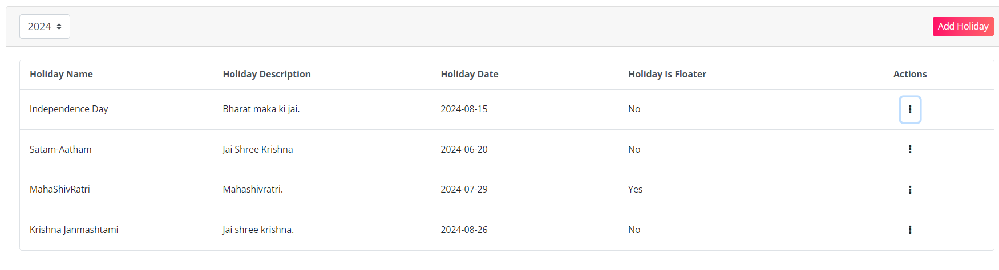 2024
Add Holiday
Holiday Name Holiday Description Holiday Date Holiday Is Floater Actions
Independence Day Bharat maka ki jai. 2024-08-15 No
Satam-Aatham Jai Shree Krishna 2024-06-20 No
MahaShivRatri Mahashivratri. 2024-07-29 Yes
Krishna Janmashtami Jai shree krishna. 2024-08-26 No